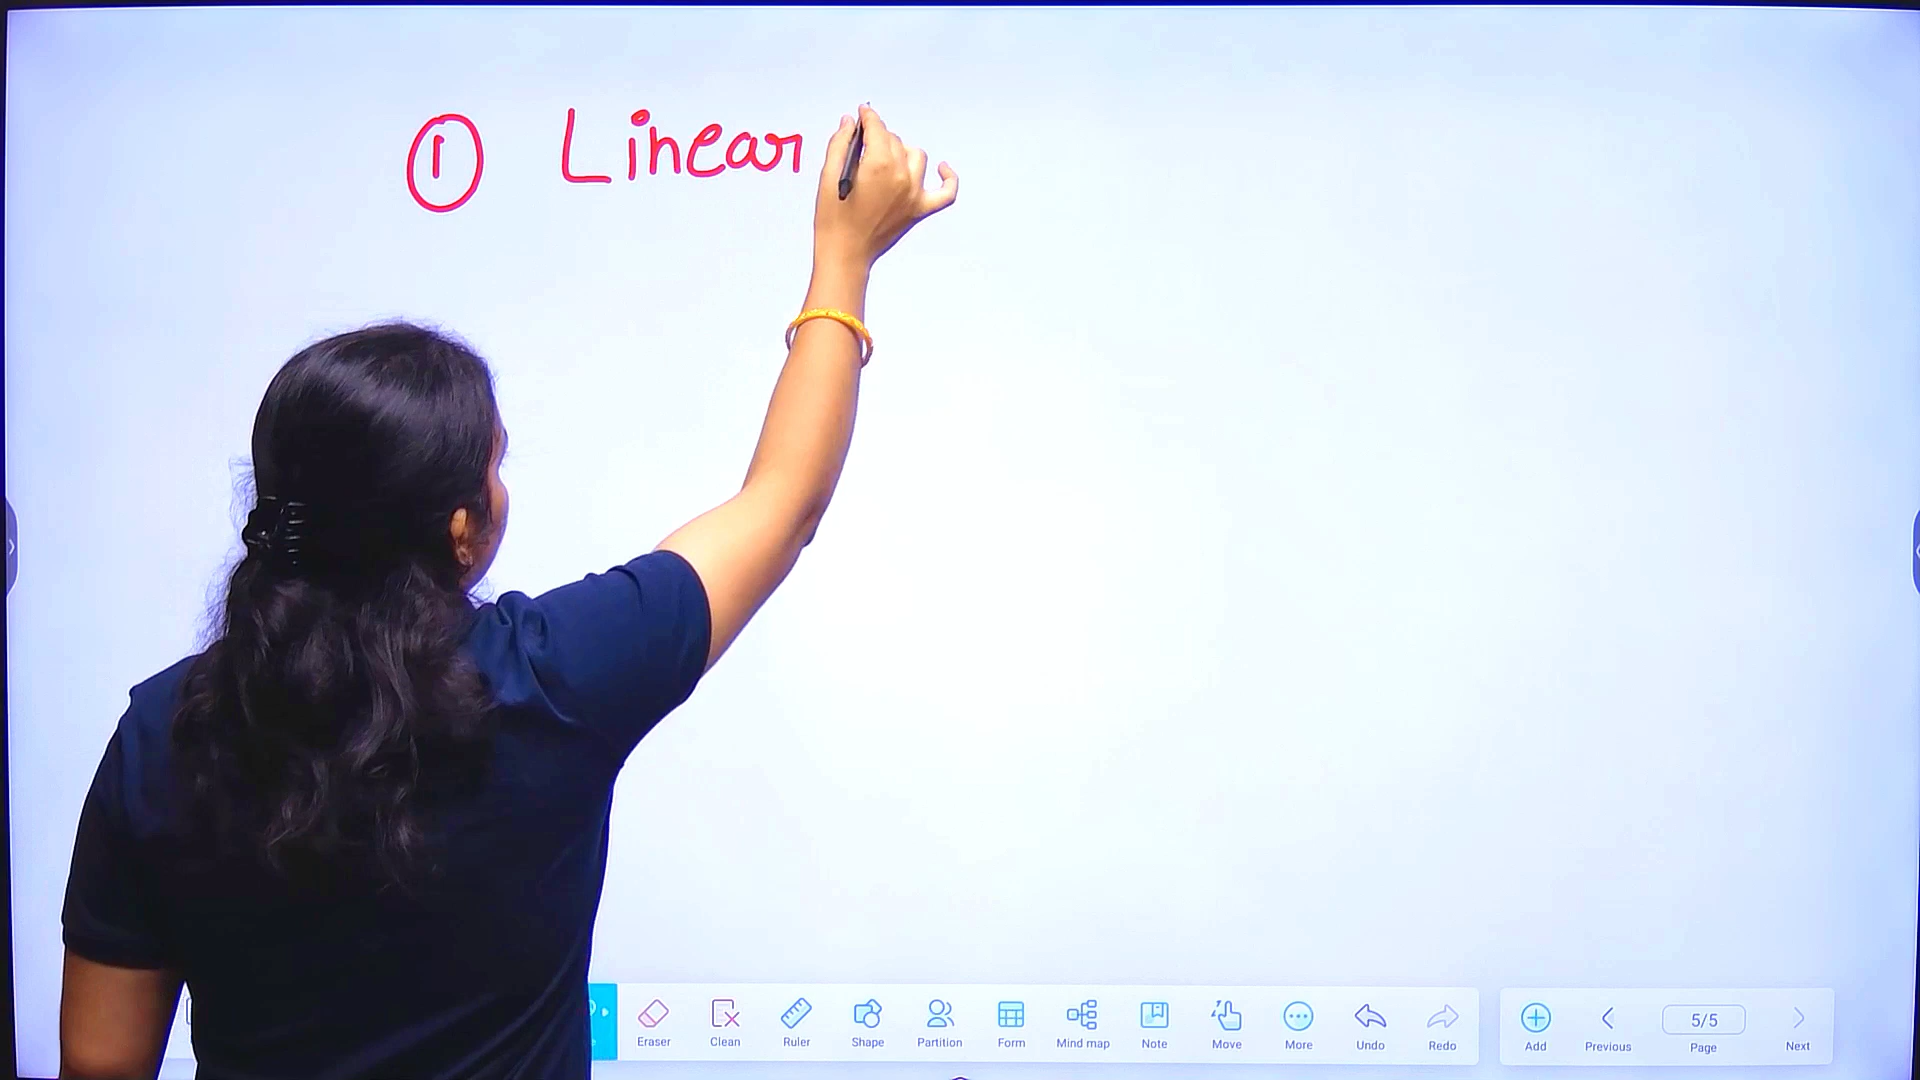 ① Linear
Eraser Clean Ruler Shape Partition Form Mind map Note Move More Undo Redo Add Previous 5/5 Page Next